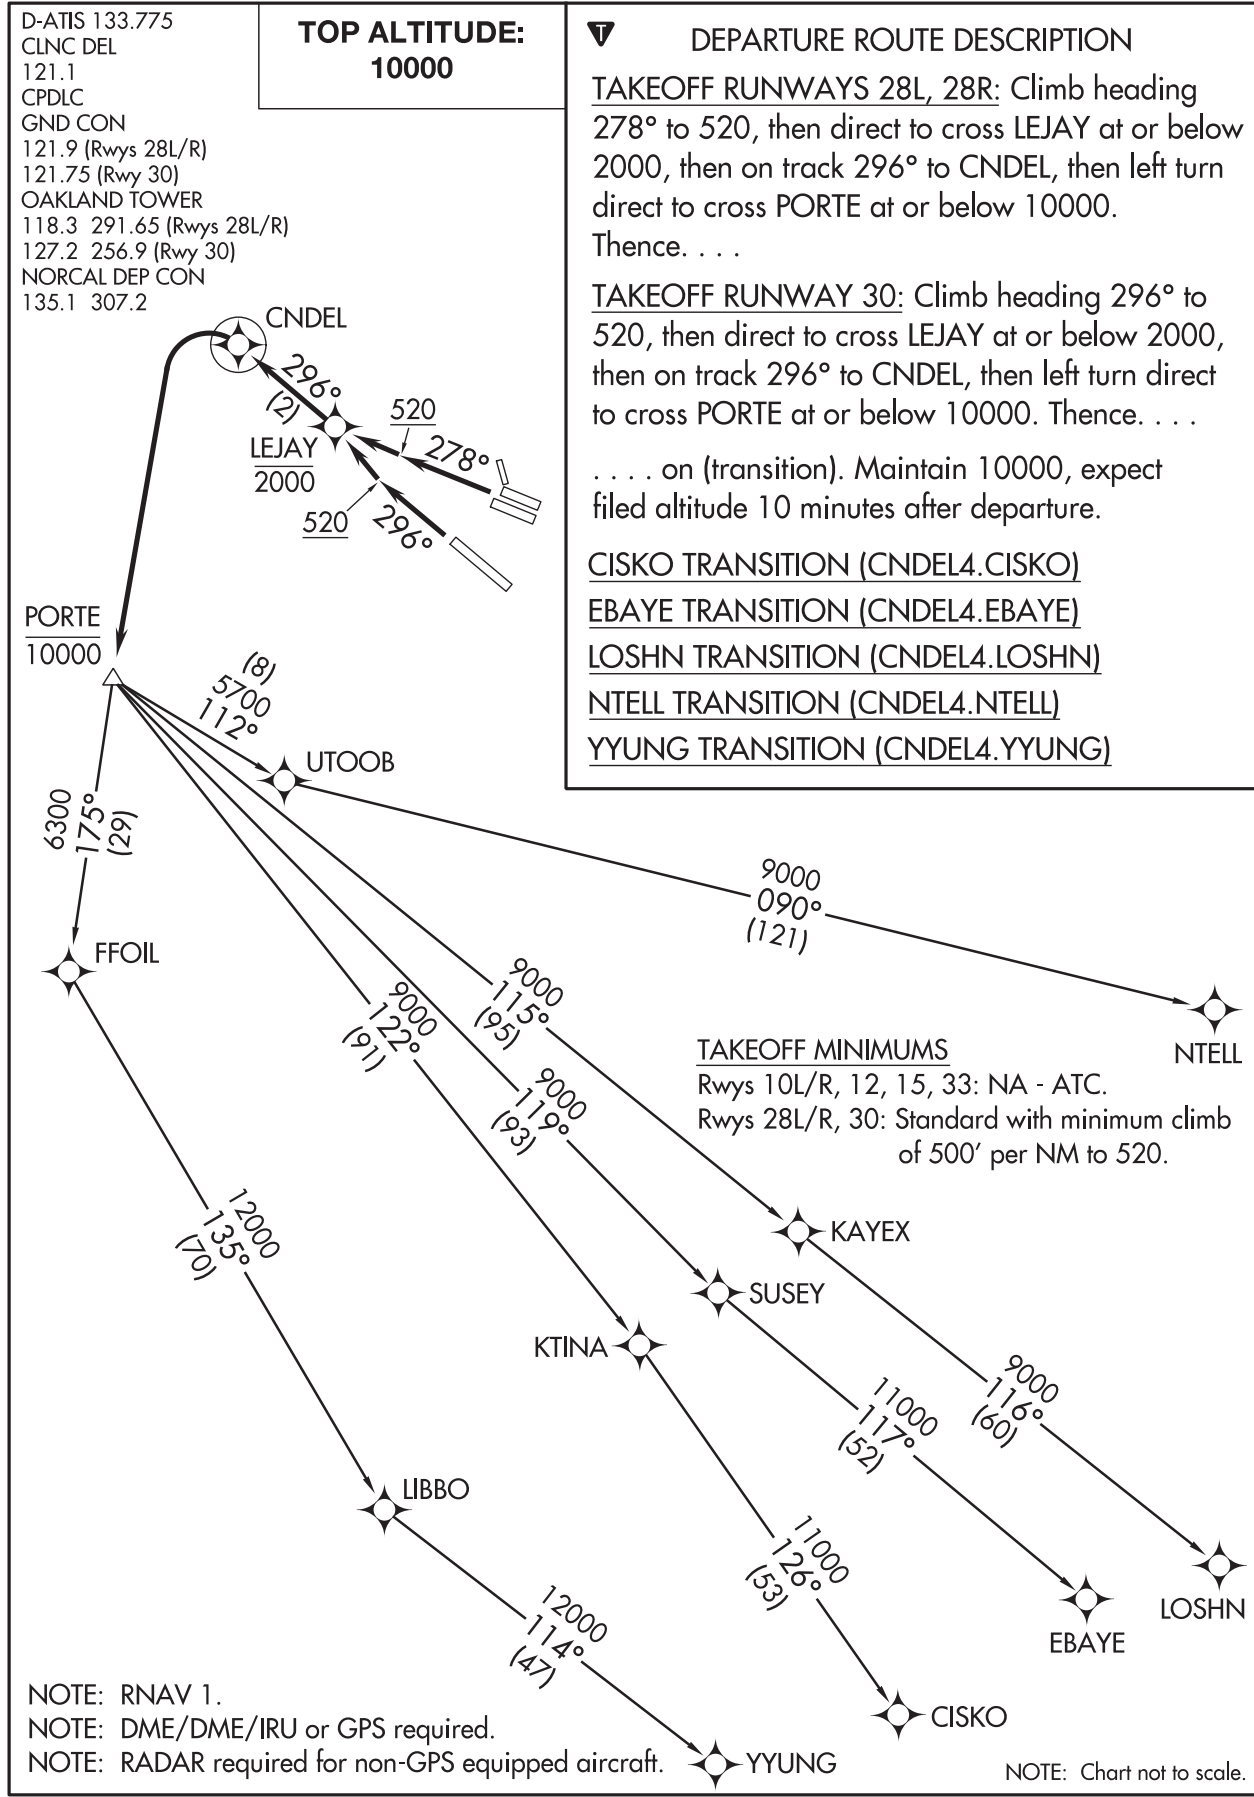 D-ATIS 133.775
CLNC DEL
121.1
CPDLC
GND CON
121.9 (Rwys 28L/R)
121.75 (Rwy 30)
OAKLAND TOWER
118.3 291.65 (Rwys 28L/R)
127.2 256.9 (Rwy 30)
NORCAL DEP CON
135.1 307.2
TOP ALTITUDE:
10000
T
DEPARTURE ROUTE DESCRIPTION
TAKEOFF RUNWAYS 28L, 28R: Climb heading
278° to 520, then direct to cross LEJAY at or below
2000, then on track 296° to CNDEL, then left turn
direct to cross PORTE at or below 10000.
Thence. . . .
TAKEOFF RUNWAY 30: Climb heading 296° to
520, then direct to cross LEJAY at or below 2000,
then on track 296° to CNDEL, then left turn direct
to cross PORTE at or below 10000. Thence. . . .
. . . . on (transition). Maintain 10000, expect
filed altitude 10 minutes after departure.
CISKO TRANSITION (CNDEL4.CISKO)
EBAYE TRANSITION (CNDEL4.EBAYE)
LOSHN TRANSITION (CNDEL4.LOSHN)
NTELL TRANSITION (CNDEL4.NTELL)
YYUNG TRANSITION (CNDEL4.YYUNG)
CNDEL
296°
(2)
LEJAY
2000
520
278°
520
296°
PORTE
10000
(8)
5700
112°
UTOOB
6300
175°
(29)
FFOIL
9000
090°
(121)
NTELL
9000
115°
(95)
9000
122°
(91)
9000
119°
(93)
TAKEOFF MINIMUMS
Rwys 10L/R, 12, 15, 33: NA - ATC.
Rwys 28L/R, 30: Standard with minimum climb
of 500' per NM to 520.
12000
135°
(70)
KAYEX
SUSEY
KTINA
9000
116°
(60)
11000
117°
(52)
LIBBO
11000
126°
(53)
LOSHN
EBAYE
12000
114°
(47)
CISKO
YYUNG
NOTE: RNAV 1.
NOTE: DME/DME/IRU or GPS required.
NOTE: RADAR required for non-GPS equipped aircraft.
NOTE: Chart not to scale.